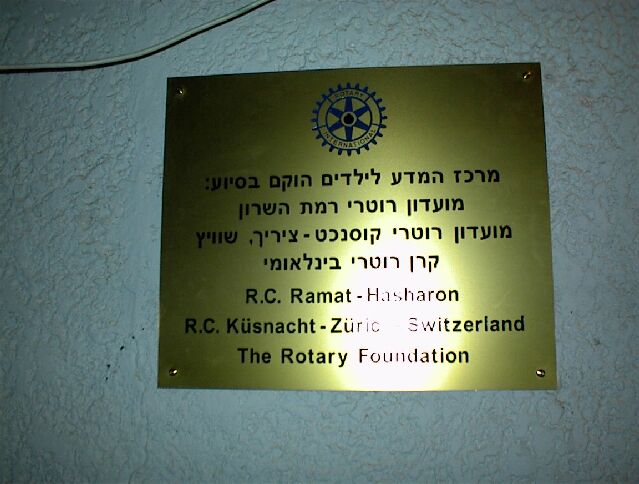 ROTARY
INTERNATIONAL
מרכז המדע לילדים הוקם בסיוע:
מועדון רוטרי רמת השרון
מועדון רוטרי קוסנכט - ציריך, שוויץ
קרן רוטרי בינלאומי
R.C. Ramat - Hasharon
R.C. Küsnacht - Zürich - Switzerland
The Rotary Foundation